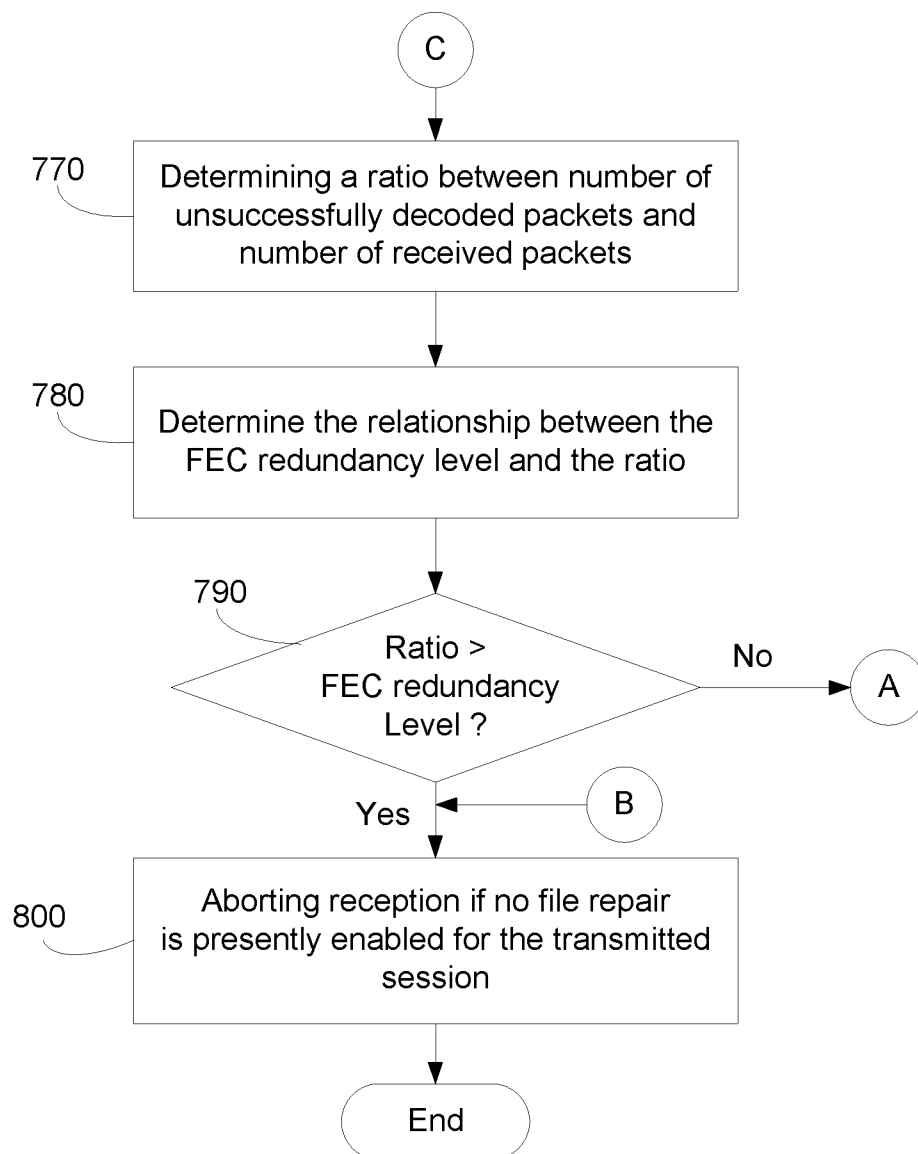 C
770
Determining a ratio between number of
unsuccessfully decoded packets and
number of received packets
780
Determine the relationship between the
FEC redundancy level and the ratio
790
Ratio >
FEC redundancy
Level ?
No
A
Yes
B
800
Aborting reception if no file repair
is presently enabled for the transmitted
session
End